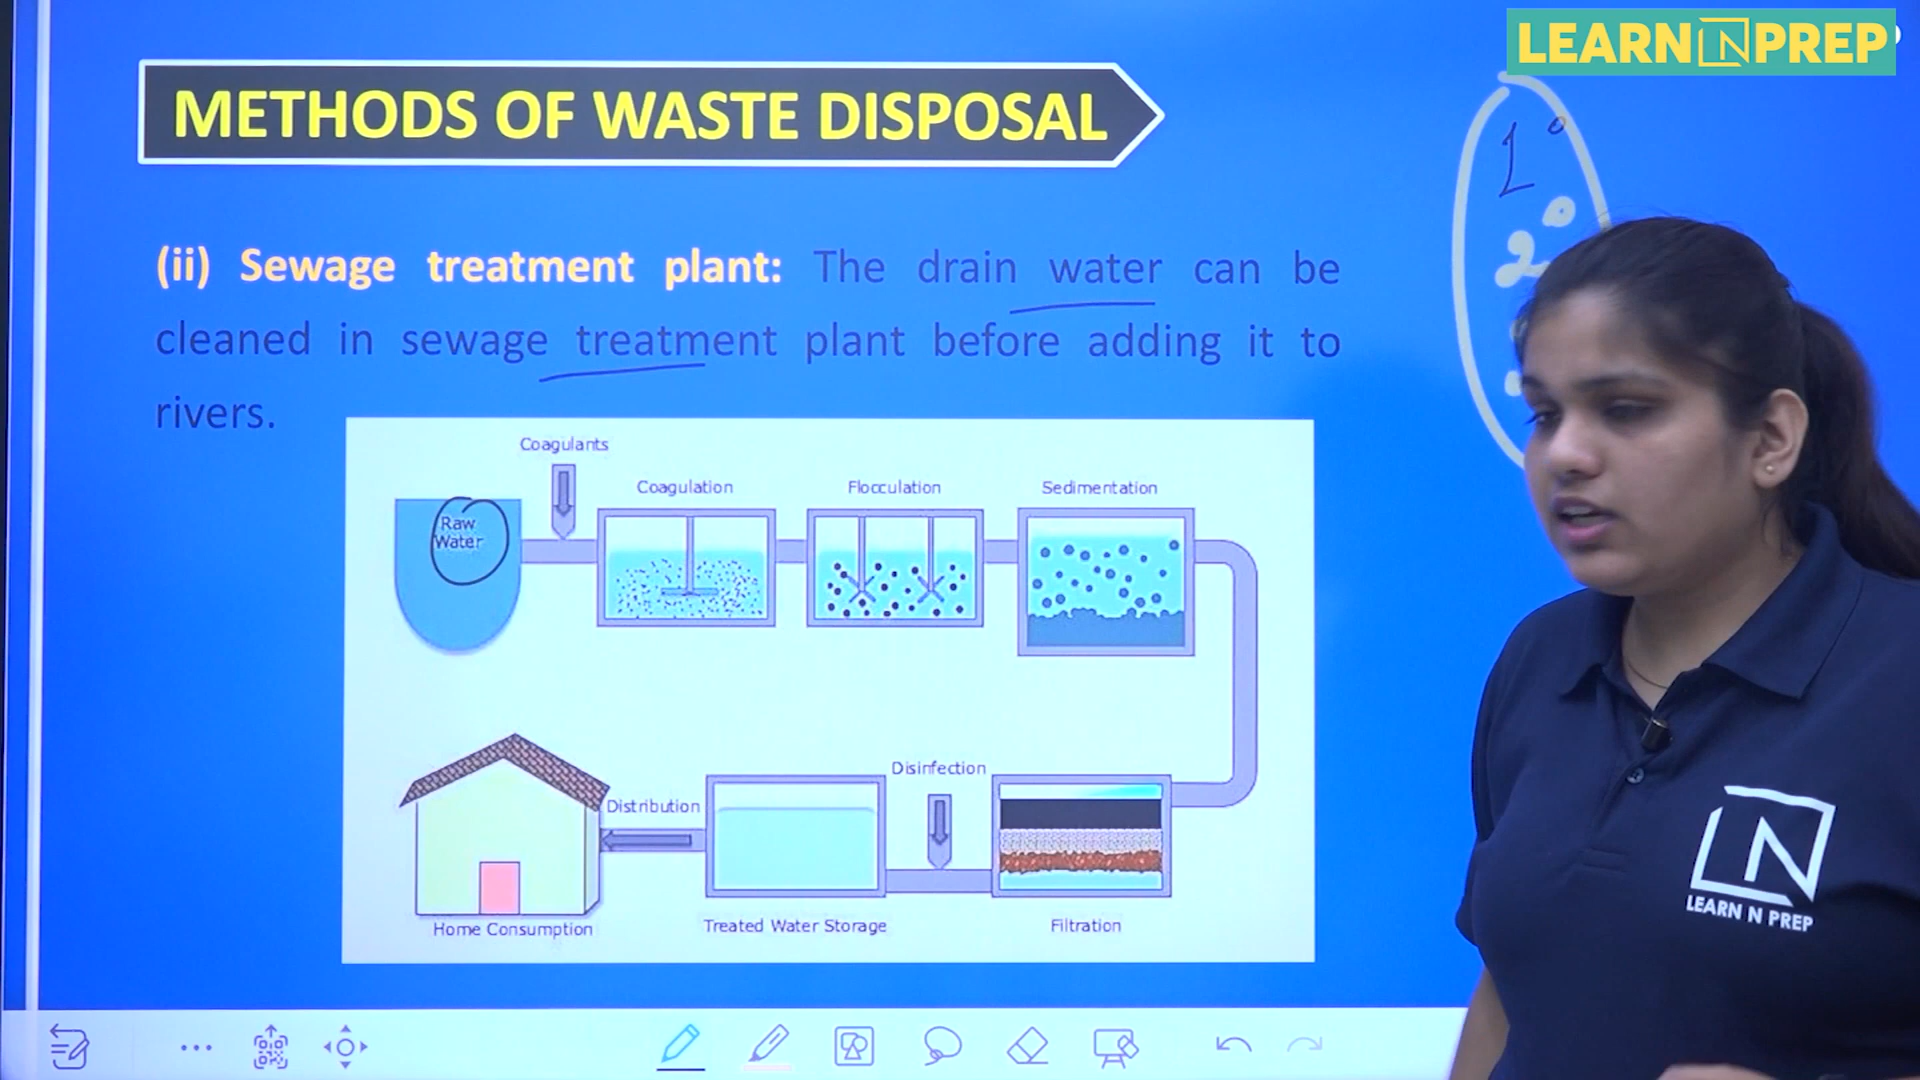 LEARN N PREP
METHODS OF WASTE DISPOSAL
1°
2°
(ii) Sewage treatment plant: The drain water can be
cleaned in sewage treatment plant before adding it to
rivers.
Coagulants
Coagulation
Flocculation
Sedimentation
Raw
Water
Disinfection
Distribution
Home Consumption
Treated Water Storage
Filtration
LEARN N PREP